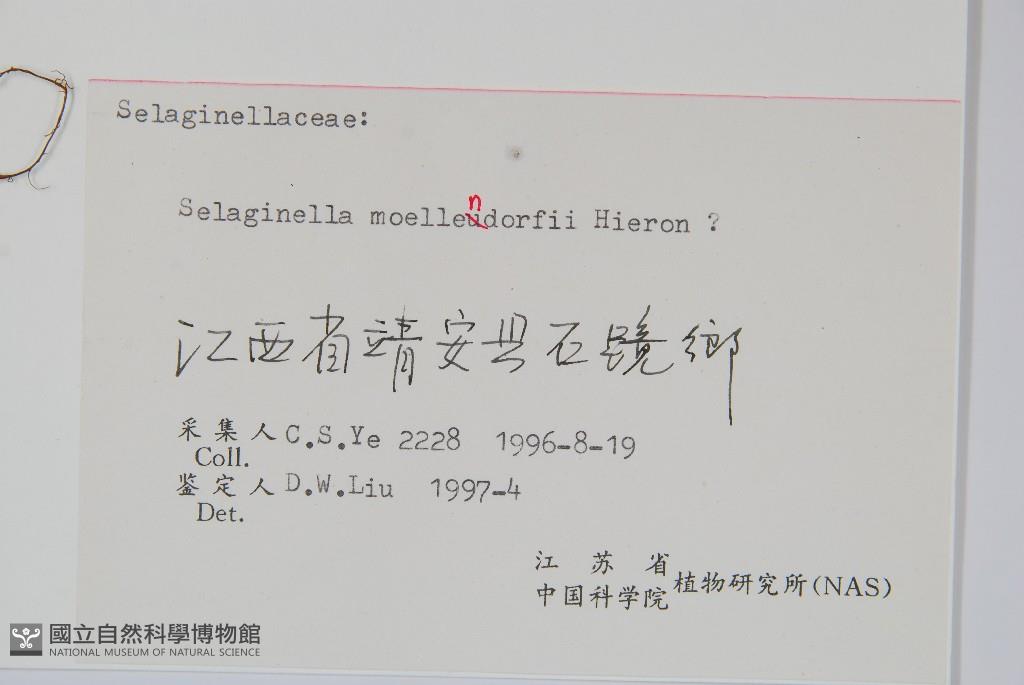 Selaginellaceae:
Selaginella moellendorfii Hieron ?
江西省靖安县石鏡鄉
采集人 C.S.Ye 2228 1996-8-19
Coll.
鉴定人 D.W.Liu 1997-4
Det.
江苏省
中国科学院 植物研究所(NAS)
國立自然科學博物館
NATIONAL MUSEUM OF NATURAL SCIENCE